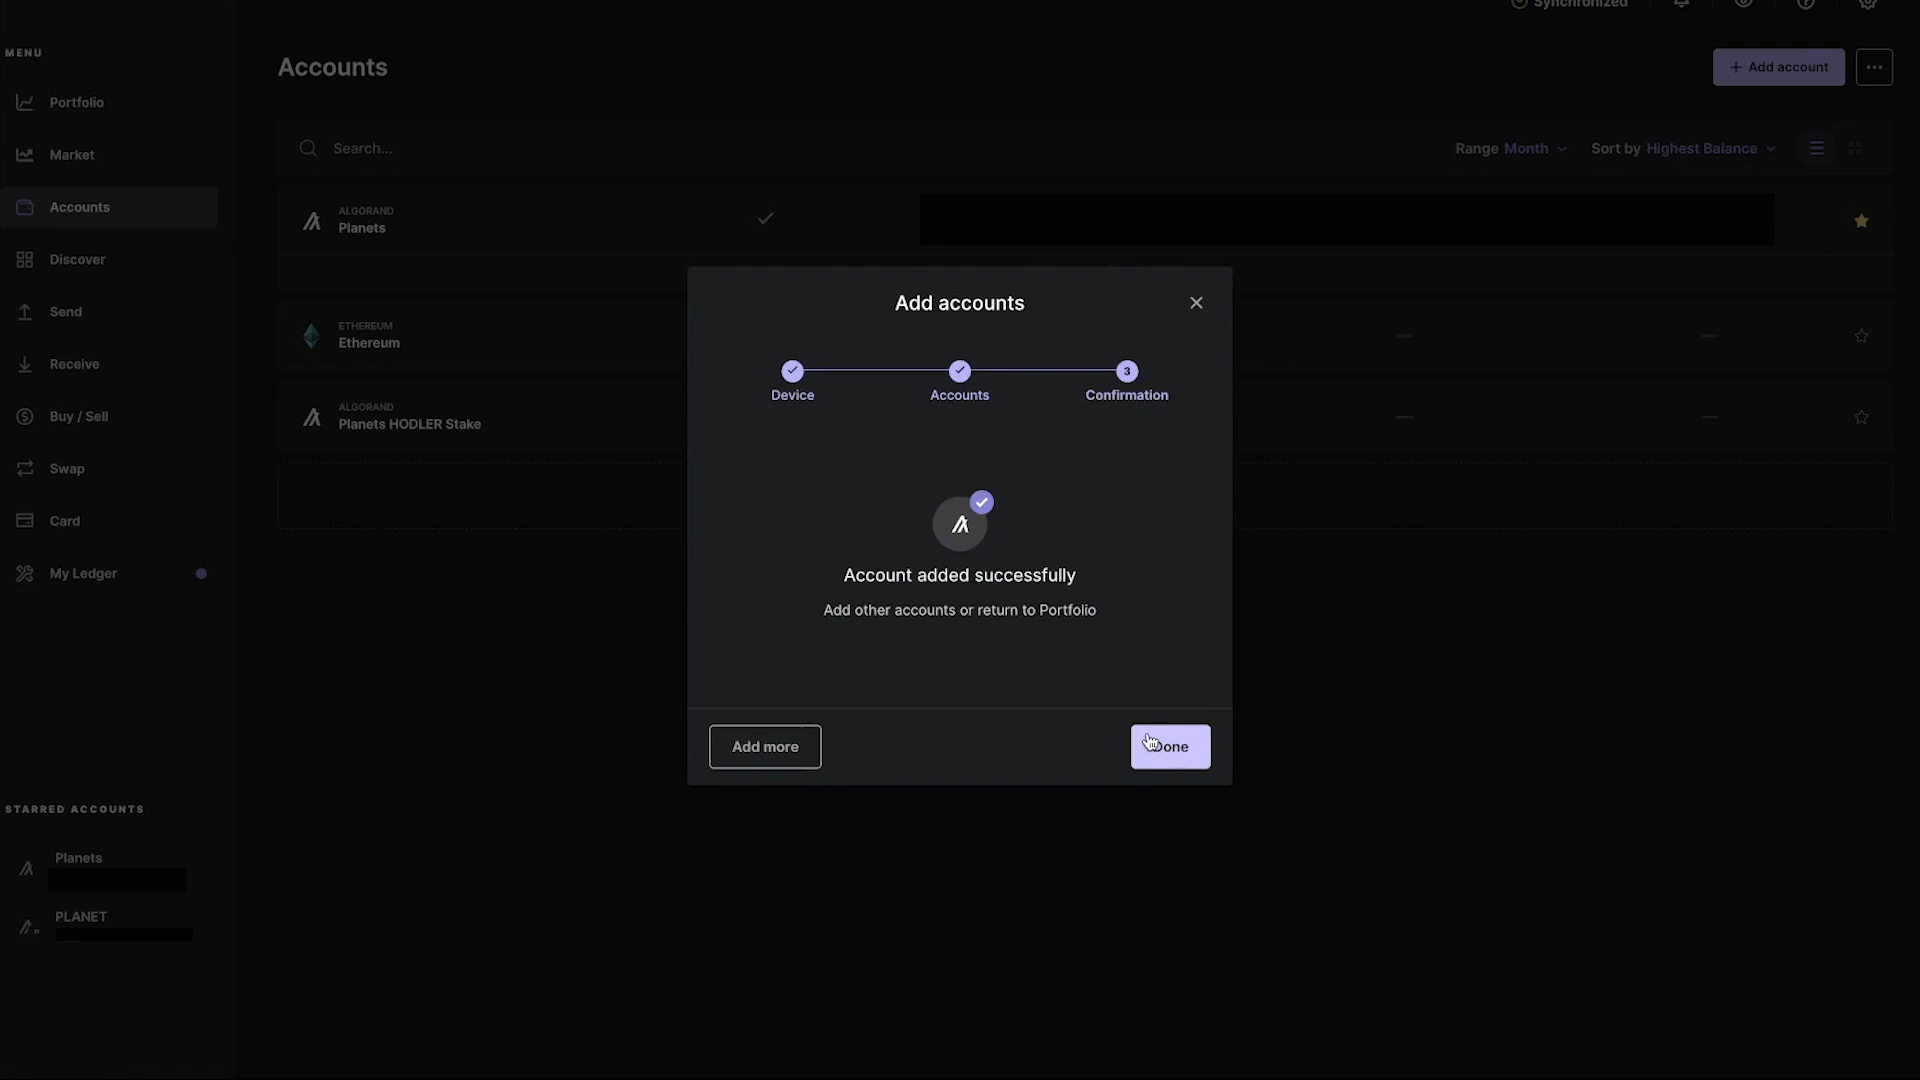 Synchronized
MENU
Accounts
+ Add account
Portfolio
Market
Accounts
Discover
Send
Receive
Buy / Sell
Swap
Card
My Ledger
Search...
Range Month
Sort by Highest Balance
ALGORAND
Planets
ETHEREUM
Ethereum
ALGORAND
Planets HODLER Stake
Add accounts
Device
Accounts
3
Confirmation
Account added successfully
Add other accounts or return to Portfolio
Add more
Done
STARRED ACCOUNTS
Planets
PLANET